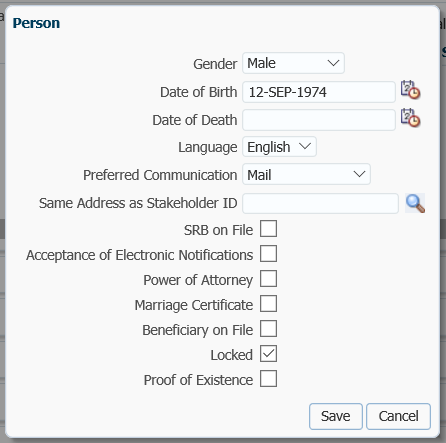 Person
Gender Male
Date of Birth 12-SEP-1974
Date of Death
Language English
Preferred Communication Mail
Same Address as Stakeholder ID
SRB on File
Acceptance of Electronic Notifications
Power of Attorney
Marriage Certificate
Beneficiary on File
Locked
Proof of Existence
Save Cancel